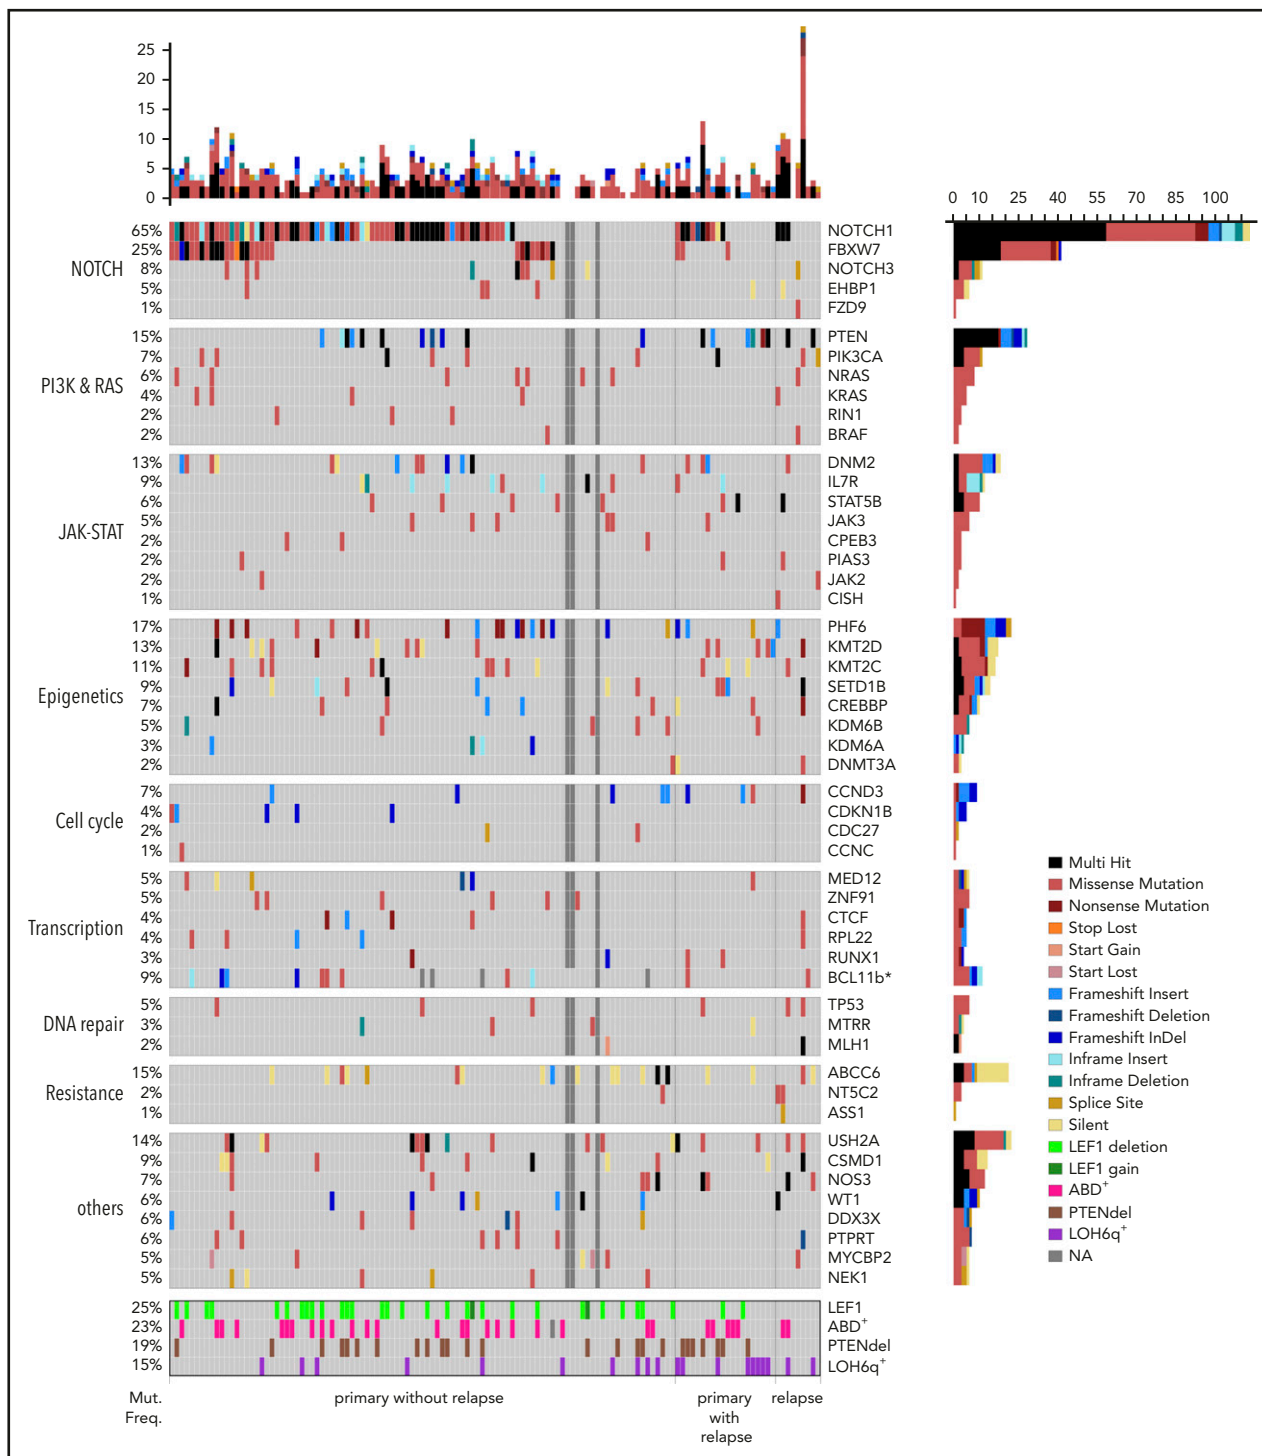 25
20
15
10
5
0
0 10 25 40 55 70 85 100
NOTCH
65% NOTCH1
25% FBXW7
8% NOTCH3
5% EHBP1
1% FZD9
PI3K & RAS
15% PTEN
7% PIK3CA
6% NRAS
4% KRAS
2% RIN1
2% BRAF
JAK-STAT
13% DNM2
9% IL7R
6% STAT5B
5% JAK3
2% CPEB3
2% PIAS3
2% JAK2
1% CISH
Epigenetics
17% PHF6
13% KMT2D
11% KMT2C
9% SETD1B
7% CREBBP
5% KDM6B
3% KDM6A
2% DNMT3A
Cell cycle
7% CCND3
4% CDKN1B
2% CDC27
1% CCNC
Transcription
5% MED12
5% ZNF91
4% CTCF
4% RPL22
3% RUNX1
9% BCL11b*
DNA repair
5% TP53
3% MTRR
2% MLH1
Resistance
15% ABCC6
2% NT5C2
1% ASS1
others
14% USH2A
9% CSMD1
7% NOS3
6% WT1
6% DDX3X
6% PTPRT
5% MYCBP2
5% NEK1
25% LEF1
23% ABD+
19% PTENdel
15% LOH6q+
Mut.
Freq.
primary without relapse
primary
with
relapse
relapse
Multi Hit
Missense Mutation
Nonsense Mutation
Stop Lost
Start Gain
Start Lost
Frameshift Insert
Frameshift Deletion
Frameshift InDel
Inframe Insert
Inframe Deletion
Splice Site
Silent
LEF1 deletion
LEF1 gain
ABD+
PTENdel
LOH6q+
NA